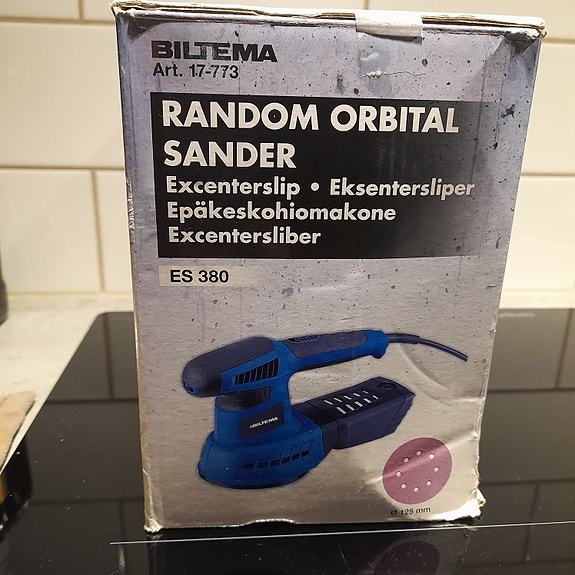 BILTEMA
Art. 17-773
RANDOM ORBITAL
SANDER
Excenterslip • Eksentersliper
Epäkeskohiomakone
Excentersliber
ES 380
BILTEMA
Ø 125 mm